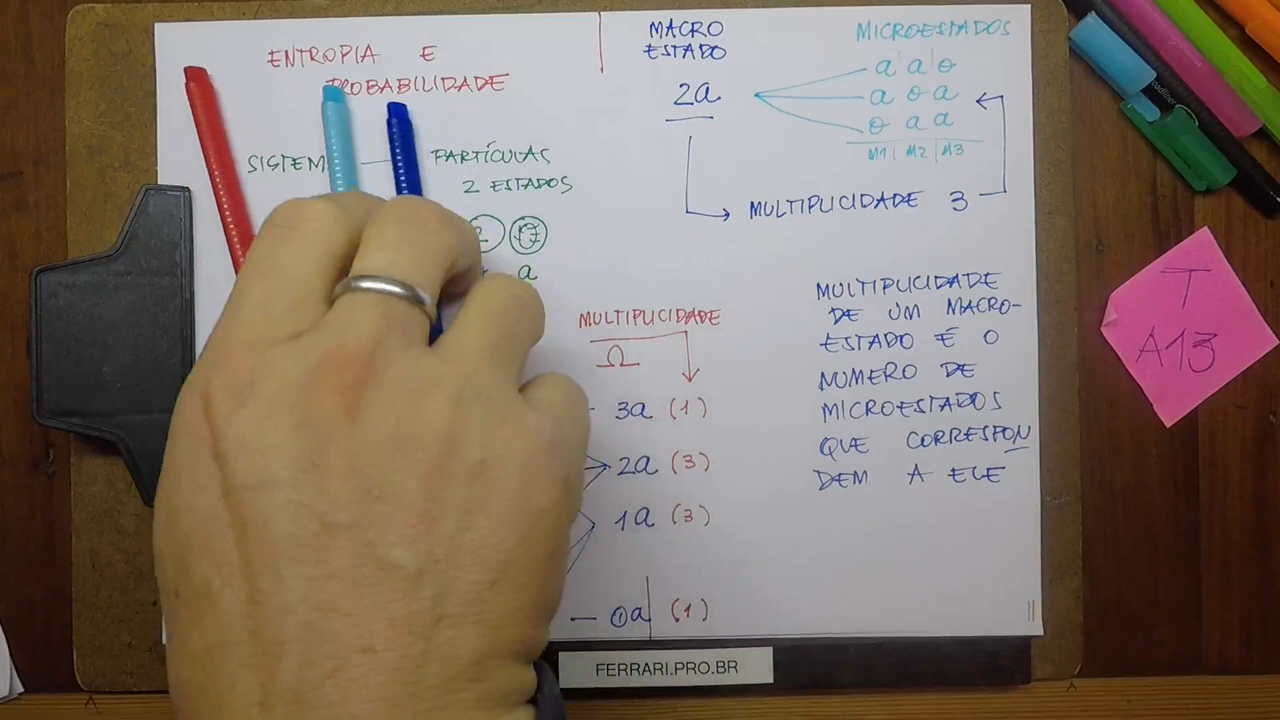 ENTROPIA E
PROBABILIDADE
SISTEM
PARTÍCULAS
2 ESTADOS
a
MULTIPLICIDADE
Ω
3a (1)
2a (3)
1a (3)
0a (1)
MACRO
ESTADO
2a
MICROESTADOS
a a o
a o a
o a a
M1 | M2 | M3
MULTIPLICIDADE 3
MULTIPLICIDADE
DE UM MACRO-
ESTADO É O
NÚMERO DE
MICROESTADOS
QUE CORRESPON
DEM A ELE
T
A13
FERRARI.PRO.BR